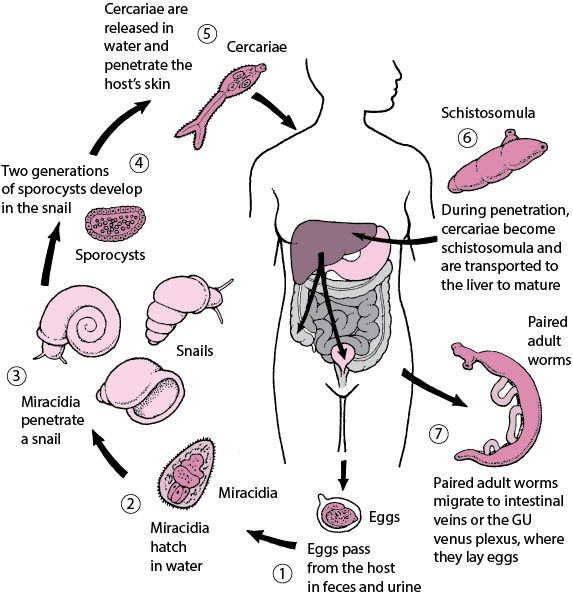 Cercariae are
released in
water and
penetrate the
host's skin
5
Cercariae
Schistosomula
6
During penetration,
cercariae become
schistosomula and
are transported to
the liver to mature
4
Two generations
of sporocysts develop
in the snail
Sporocysts
Snails
3
Miracidia
penetrate
a snail
Paired
adult
worms
7
Paired adult worms
migrate to intestinal
veins or the GU
venus plexus, where
they lay eggs
2
Miracidia
Miracidia
hatch
in water
Eggs
1
Eggs pass
from the host
in feces and urine